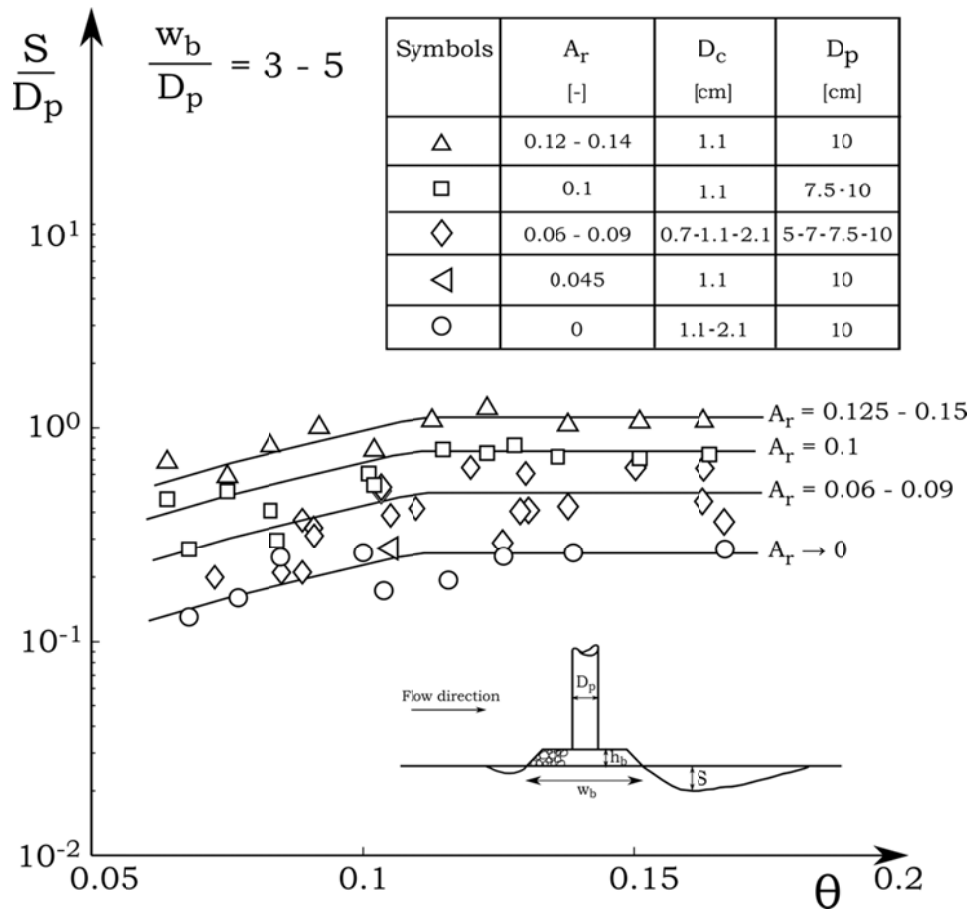 S
D_p
w_b
D_p
= 3 - 5
Symbols A_r D_c D_p
[-] [cm] [cm]
0.12 - 0.14 1.1 10
0.1 1.1 7.5·10
0.06 - 0.09 0.7-1.1-2.1 5-7-7.5-10
0.045 1.1 10
0 1.1-2.1 10
10^1
10^0
10^-1
10^-2
A_r = 0.125 - 0.15
A_r = 0.1
A_r = 0.06 - 0.09
A_r → 0
Flow direction
D_p
h_b
w_b
S
0.05 0.1 0.15 0.2
θ